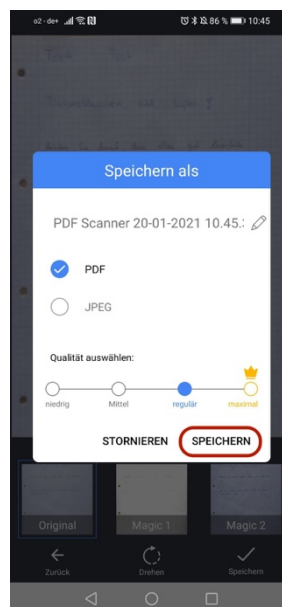 o2 - de+
86 % 10:45
Speichern als
PDF Scanner 20-01-2021 10.45.:
PDF
JPEG
Qualität auswählen:
niedrig Mittel regulär maximal
STORNIEREN SPEICHERN
Original Magic 1 Magic 2
Zurück Drehen Speichern